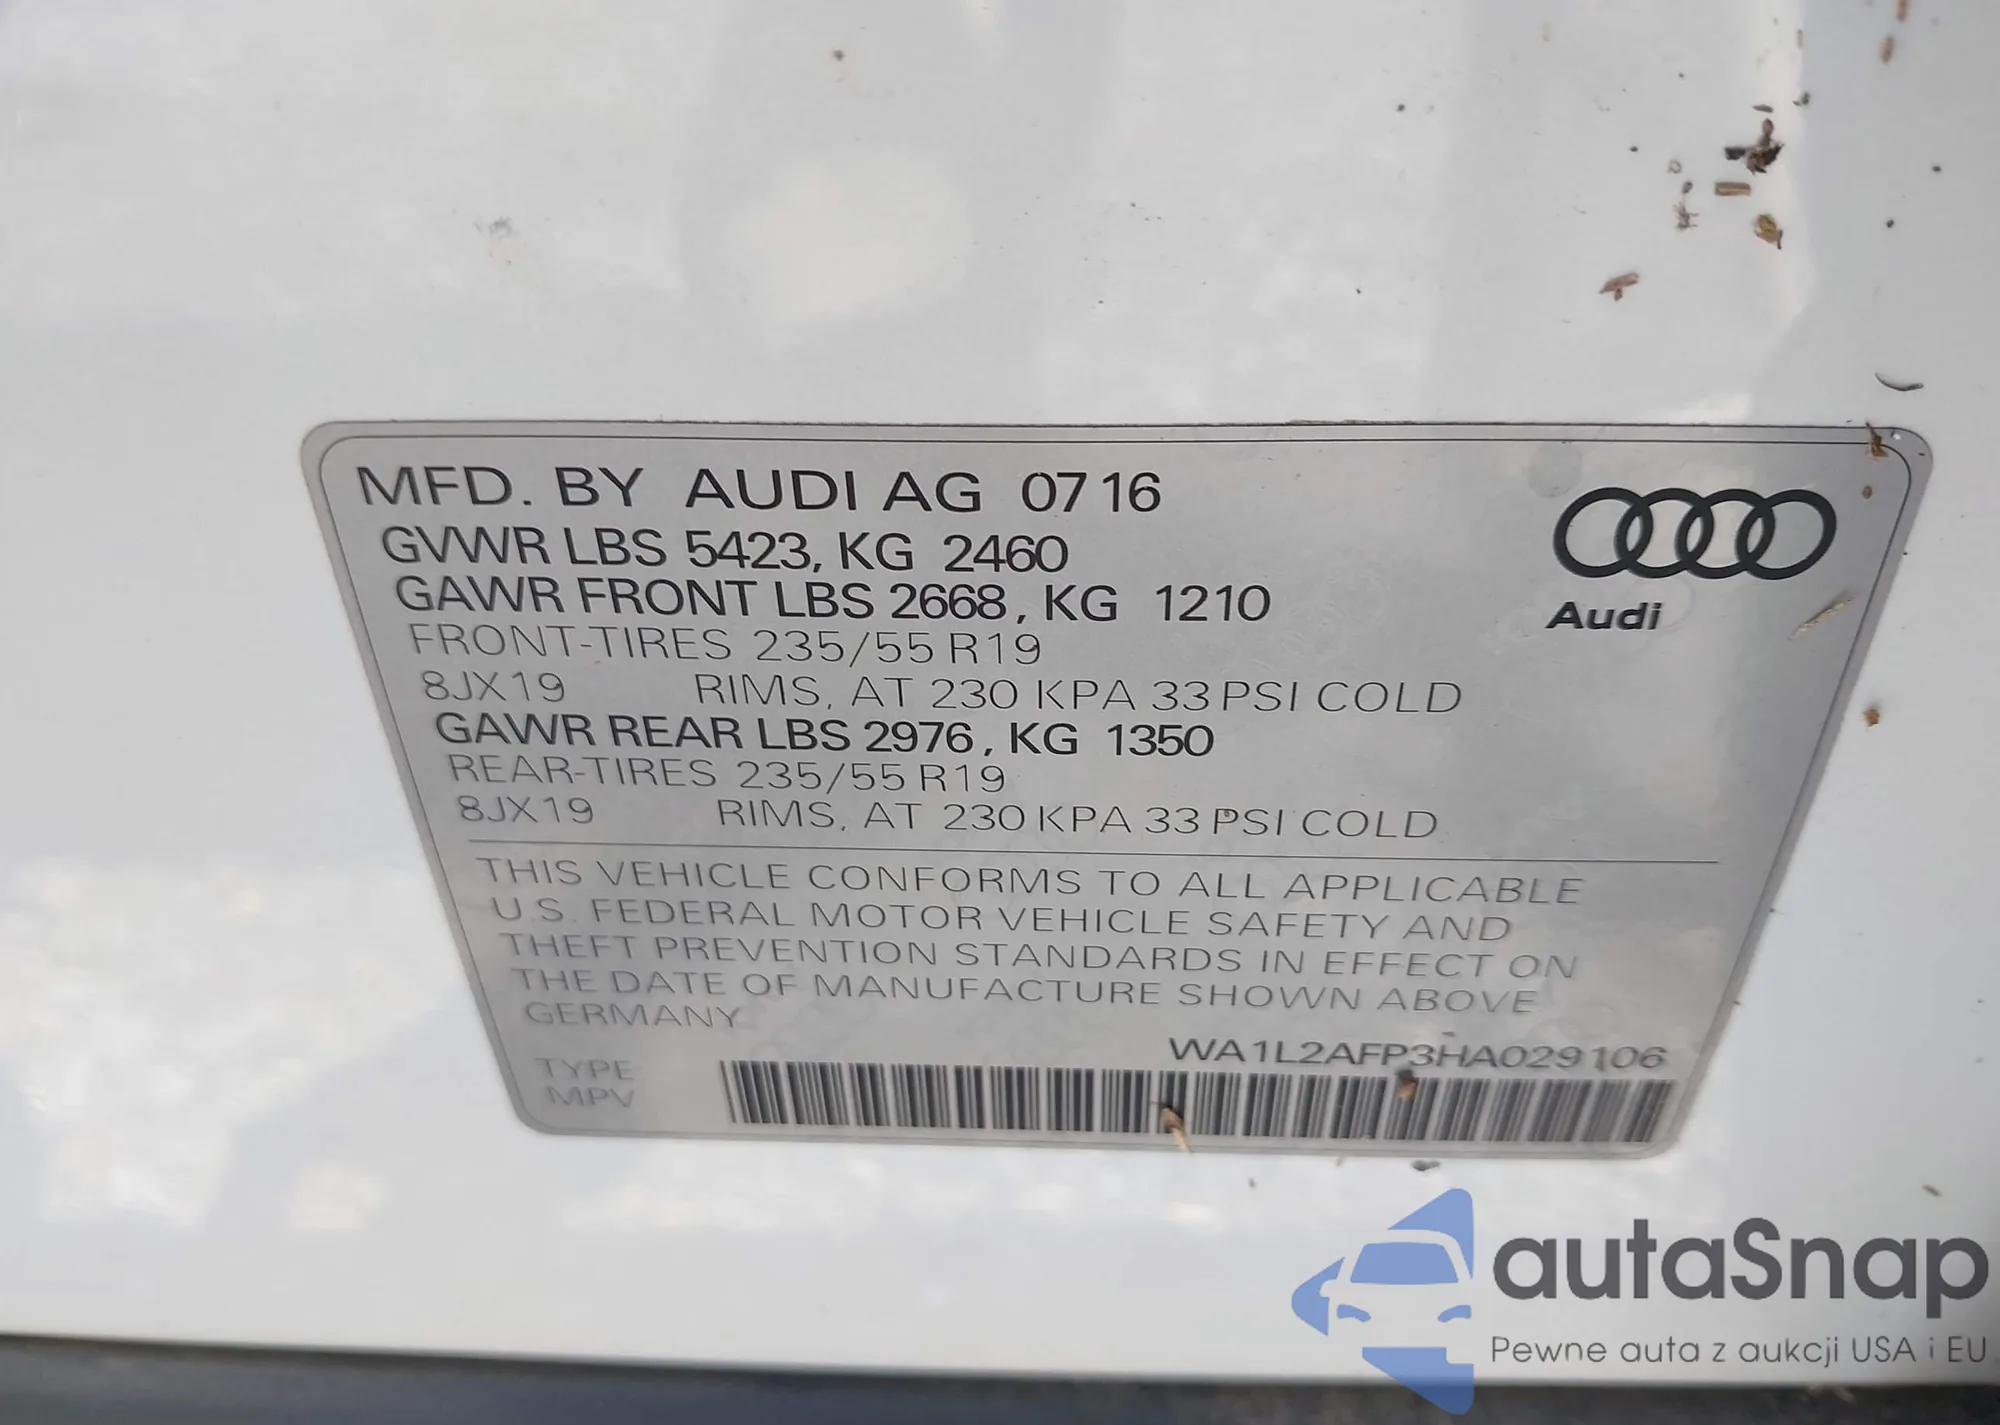 MFD. BY AUDI AG 07 16
GVWR LBS 5423, KG 2460
GAWR FRONT LBS 2668, KG 1210
FRONT-TIRES 235/55 R19
8JX19 RIMS, AT 230 KPA 33 PSI COLD
GAWR REAR LBS 2976, KG 1350
REAR-TIRES 235/55 R19
8JX19 RIMS, AT 230 KPA 33 PSI COLD
Audi
THIS VEHICLE CONFORMS TO ALL APPLICABLE
U.S. FEDERAL MOTOR VEHICLE SAFETY AND
THEFT PREVENTION STANDARDS IN EFFECT ON
THE DATE OF MANUFACTURE SHOWN ABOVE
GERMANY
WA1L2AFP3HA029106
TYPE
MPV
autaSnap
Pewne auta z aukcji USA i EU